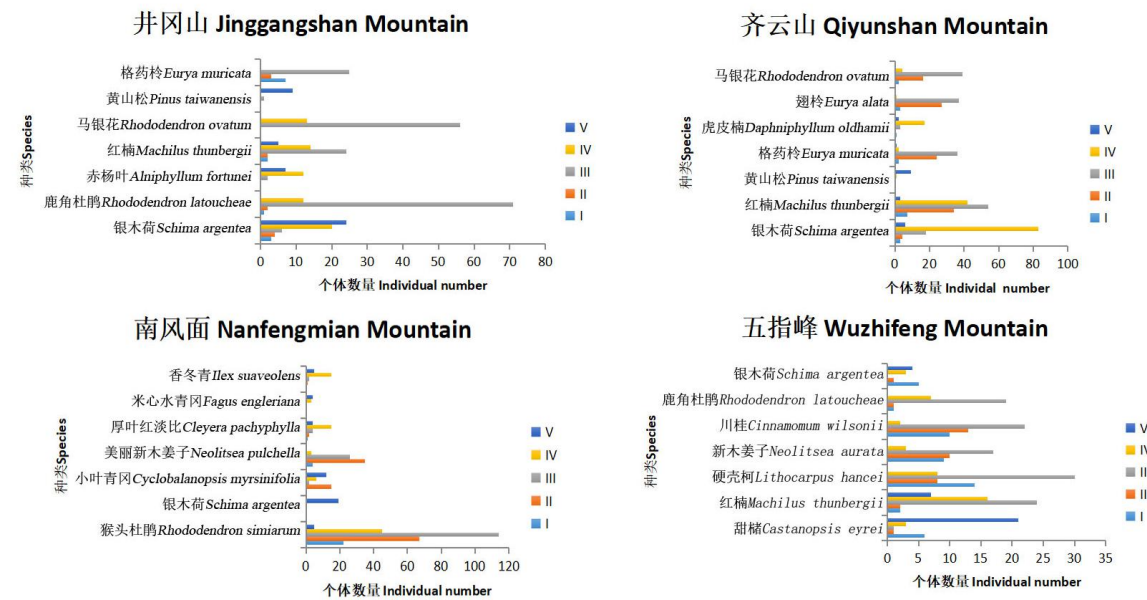 井冈山 Jinggangshan Mountain
格药柃Eurya muricata
黄山松Pinus taiwanensis
马银花Rhododendron ovatum
红楠Machilus thunbergii
赤杨叶Alniphyllum fortunei
鹿角杜鹃Rhododendron latoucheae
银木荷Schima argentea
种类Species
0 10 20 30 40 50 60 70 80
个体数量 Individual number
V
IV
III
II
I
齐云山 Qiyunshan Mountain
马银花Rhododendron ovatum
翅柃Eurya alata
虎皮楠Daphniphyllum oldhamii
格药柃Eurya muricata
黄山松Pinus taiwanensis
红楠Machilus thunbergii
银木荷Schima argentea
种类Species
0 20 40 60 80 100
个体数量 Individal number
V
IV
III
II
I
南风面 Nanfengmian Mountain
香冬青Ilex suaveolens
米心水青冈Fagus engleriana
厚叶红淡比Cleyera pachyphylla
美丽新木姜子Neolitsea pulchella
小叶青冈Cyclobalanopsis myrsinifolia
银木荷Schima argentea
猴头杜鹃Rhododendron simiarum
种类Species
0 20 40 60 80 100 120
个体数量 Individual number
V
IV
III
II
I
五指峰 Wuzhifeng Mountain
银木荷Schima argentea
鹿角杜鹃Rhododendron latoucheae
川桂Cinnamomum wilsonii
新木姜子Neolitsea aurata
硬壳柯Lithocarpus hancei
红楠Machilus thunbergii
甜槠Castanopsis eyrei
种类Species
0 5 10 15 20 25 30 35
个体数量 Individual number
V
IV
III
II
I